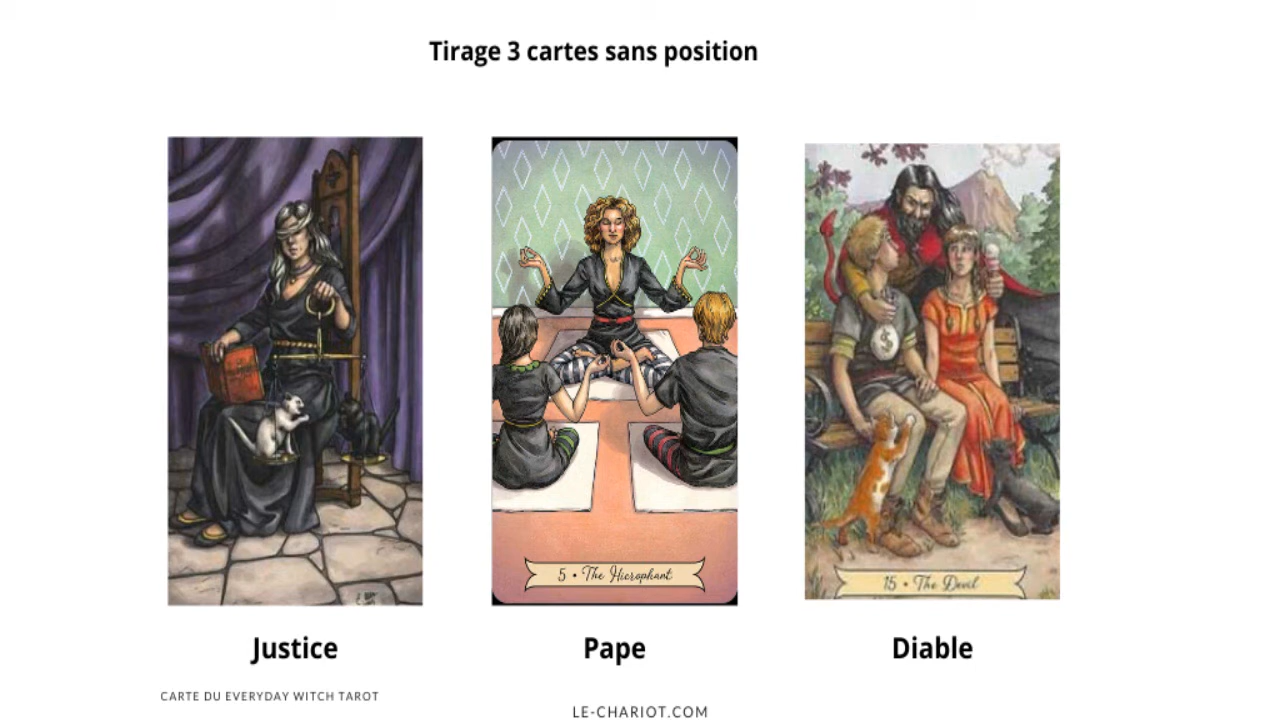 Tirage 3 cartes sans position
5 • The Hierophant
15 • The Devil
Justice
Pape
Diable
CARTE DU EVERYDAY WITCH TAROT
LE-CHARIOT.COM